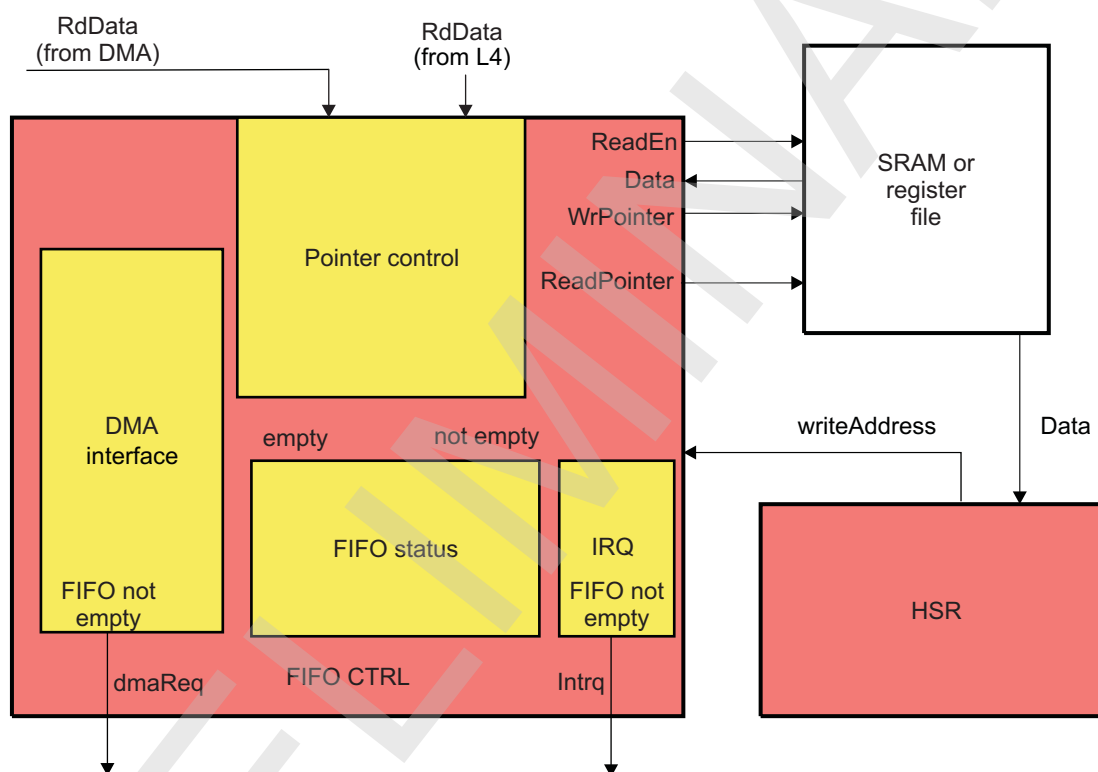 RdData
(from DMA)
RdData
(from L4)
ReadEn
Data
WrPointer
ReadPointer
SRAM or
register
file
Pointer control
DMA
interface
empty
not empty
writeAddress
Data
FIFO status
IRQ
FIFO not
empty
FIFO not
empty
HSR
dmaReq
FIFO CTRL
Intrq